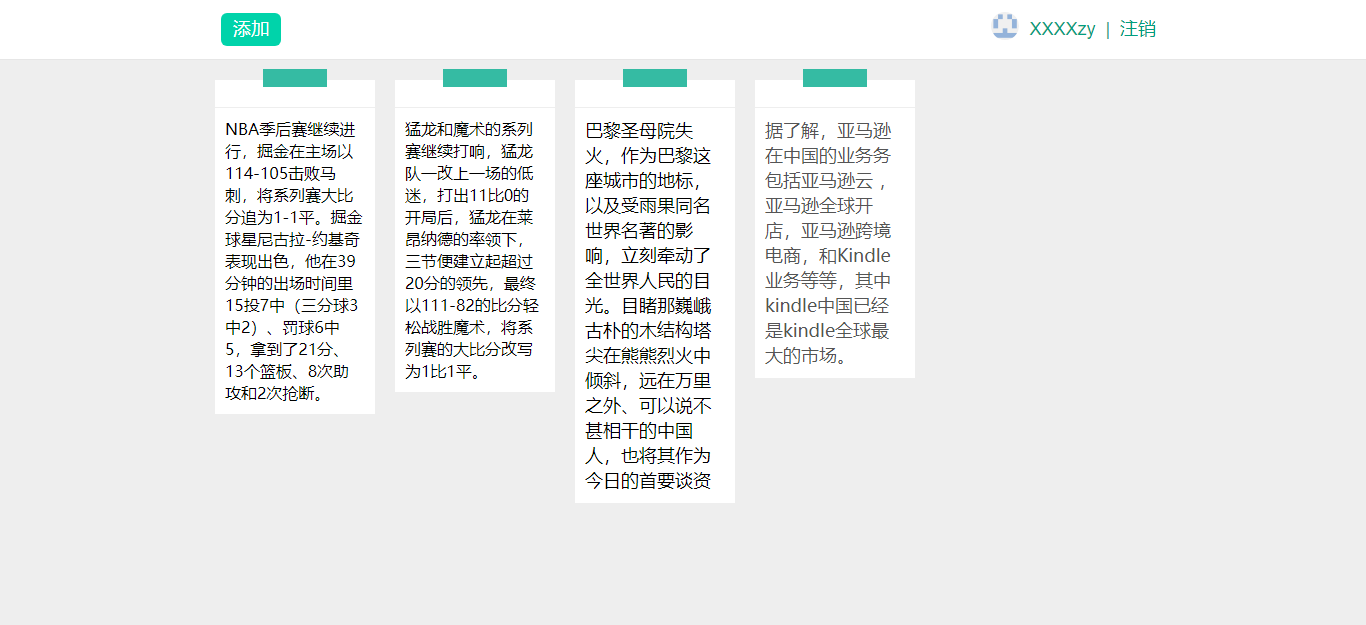 添加
XXXXzy | 注销
NBA季后赛继续进
行，掘金在主场以
114-105击败马
刺，将系列赛大比
分追为1-1平。掘金
球星尼古拉-约基奇
表现出色，他在39
分钟的出场时间里
15投7中（三分球3
中2）、罚球6中
5，拿到了21分、
13个篮板、8次助
攻和2次抢断。
猛龙和魔术的系列
赛继续打响，猛龙
队一改上一场的低
迷，打出11比0的
开局后，猛龙在莱
昂纳德的率领下，
三节便建立起超过
20分的领先，最终
以111-82的比分轻
松战胜魔术，将系
列赛的大比分改写
为1比1平。
巴黎圣母院失
火，作为巴黎这
座城市的地标，
以及受雨果同名
世界名著的影
响，立刻牵动了
全世界人民的目
光。目睹那巍峨
古朴的木结构塔
尖在熊熊烈火中
倾斜，远在万里
之外、可以说不
甚相干的中国
人，也将其作为
今日的首要谈资
据了解，亚马逊
在中国的业务务
包括亚马逊云 ，
亚马逊全球开
店，亚马逊跨境
电商，和Kindle
业务等等，其中
kindle中国已经
是kindle全球最
大的市场。